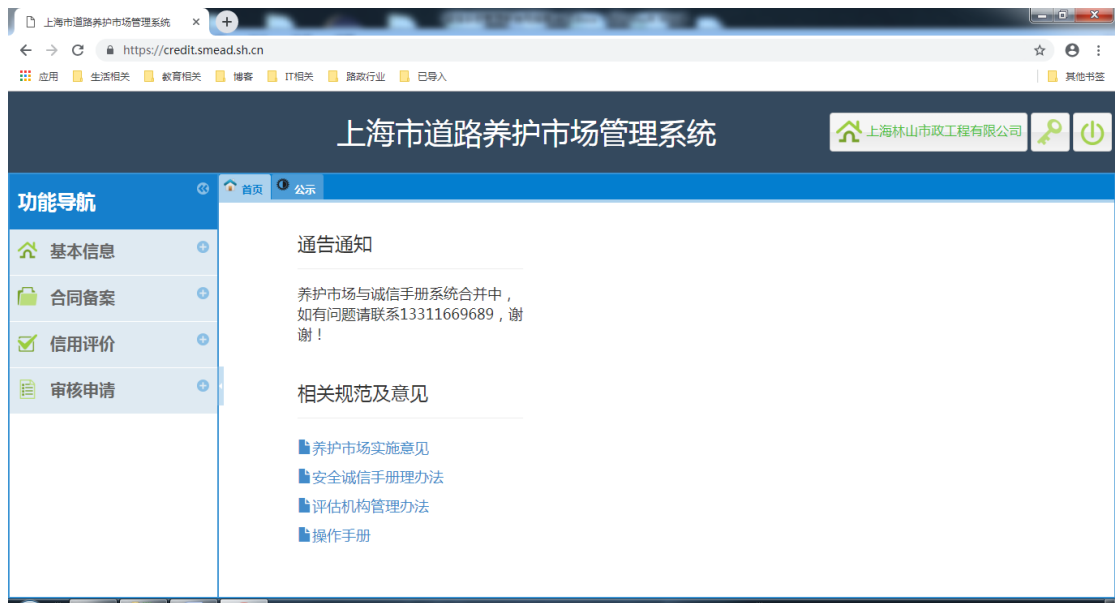 上海市道路养护市场管理系统
https://credit.smead.sh.cn
应用 生活相关 教育相关 博客 IT相关 路政行业 已导入 其他书签
上海市道路养护市场管理系统
上海林山市政工程有限公司
功能导航
首页 公示
基本信息
合同备案
信用评价
审核申请
通告通知
养护市场与诚信手册系统合并中，
如有问题请联系13311669689，谢
谢！
相关规范及意见
养护市场实施意见
安全诚信手册理办法
评估机构管理办法
操作手册